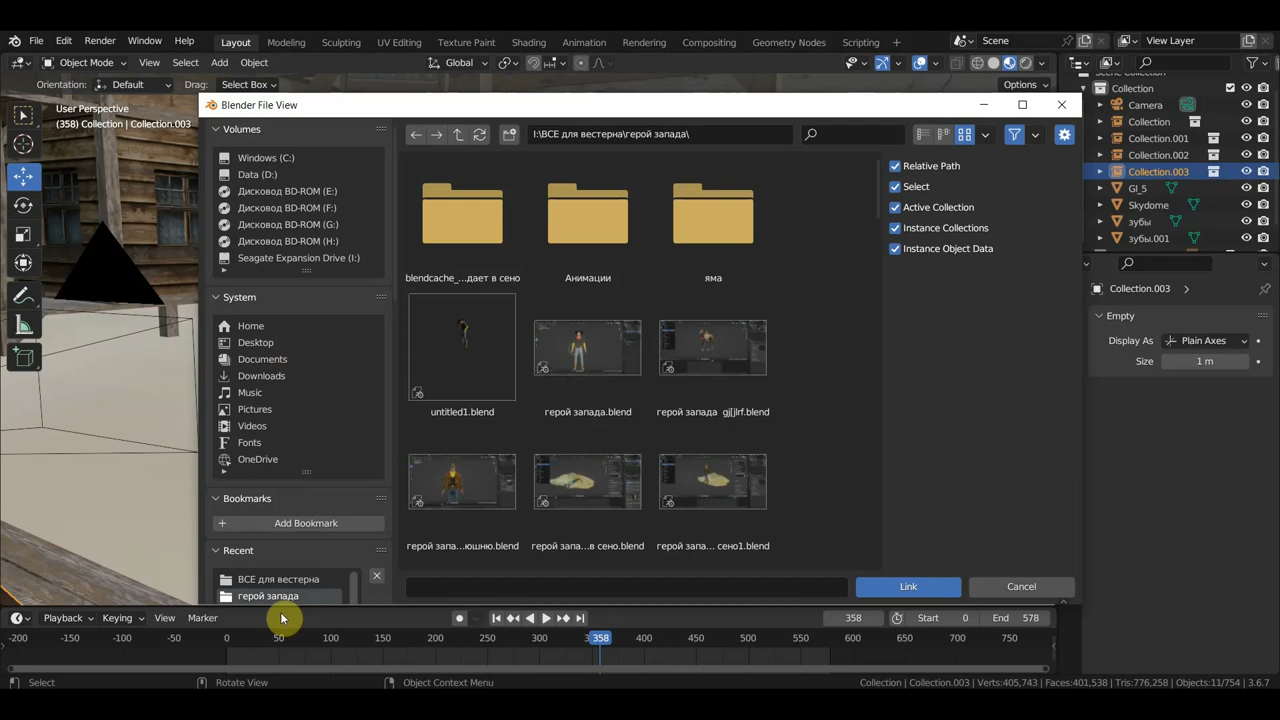 File Edit Render Window Help Layout Modeling Sculpting UV Editing Texture Paint Shading Animation Rendering Compositing Geometry Nodes Scripting + Scene View Layer
Object Mode View Select Add Object Global
Orientation: Default Drag: Select Box Options
User Perspective
(358) Collection | Collection.003
Blender File View
Volumes
Windows (C:)
Data (D:)
Дисковод BD-ROM (E:)
Дисковод BD-ROM (F:)
Дисковод BD-ROM (G:)
Дисковод BD-ROM (H:)
Seagate Expansion Drive (I:)
System
Home
Desktop
Documents
Downloads
Music
Pictures
Videos
Fonts
OneDrive
Bookmarks
Add Bookmark
Recent
ВСЕ для вестерна
герой запада
I:\ВСЕ для вестерна\герой запада\
blendcache_...дает в сено Анимации яма
untitled1.blend герой запада.blend герой запада gj[jlrf.blend
герой запа...юшню.blend герой запа...в сено.blend герой запа... сено1.blend
Relative Path
Select
Active Collection
Instance Collections
Instance Object Data
Link Cancel
Scene Collection
Collection
Camera
Collection
Collection.001
Collection.002
Collection.003
Gl_5
Skydome
зубы
зубы.001
Collection.003
Empty
Display As Plain Axes
Size 1 m
Playback Keying View Marker 358 Start 0 End 578
-200 -150 -100 -50 0 50 100 150 200 250 300 350 400 450 500 550 358 650 700 750
Select Rotate View Object Context Menu Collection | Collection.003 | Verts:405,743 | Faces:401,538 | Tris:776,258 | Objects:11/754 | 3.6.7